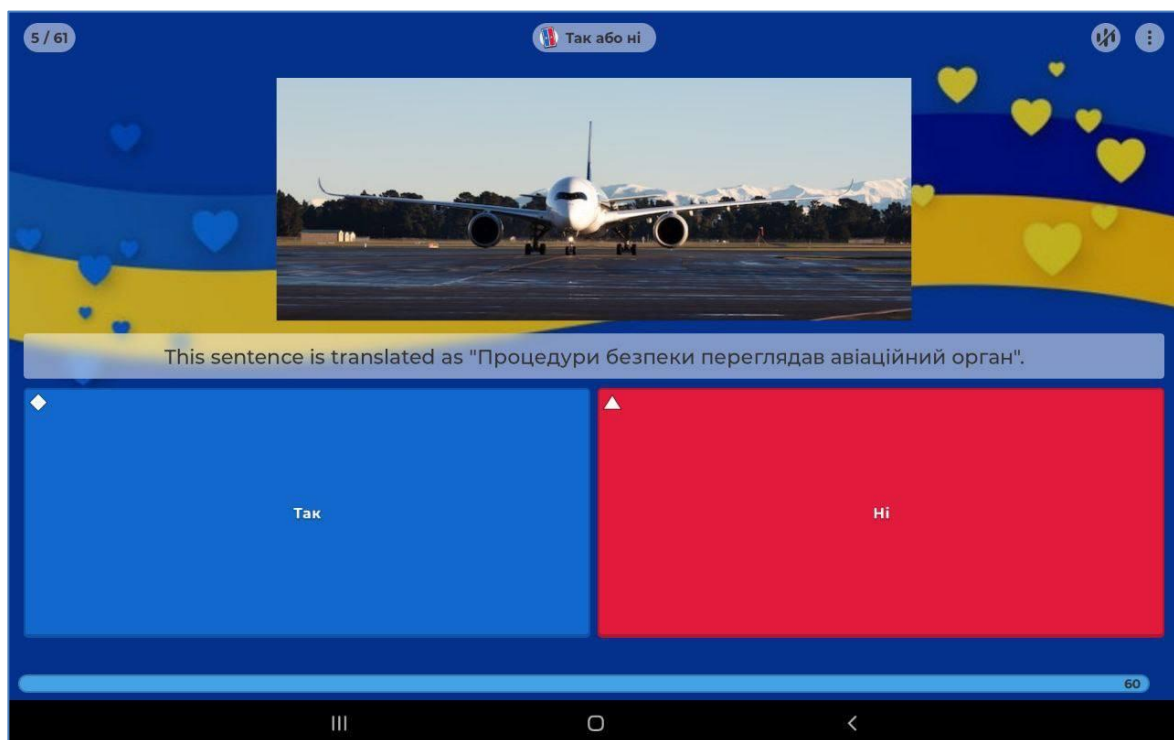 5 / 61
Так або ні
This sentence is translated as "Процедури безпеки переглядав авіаційний орган".
Так
Ні
60